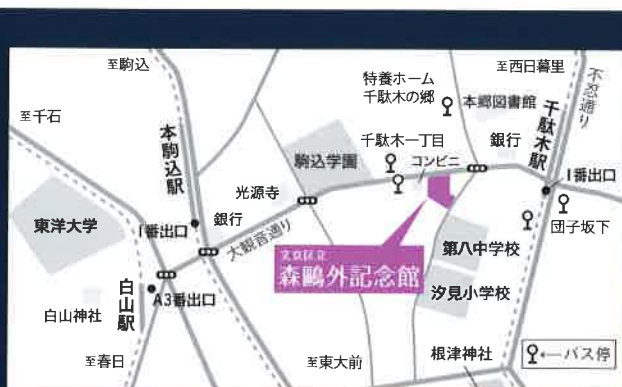 至駒込
至千石
特養ホーム
千駄木の郷
至西日暮里
不忍通り
本郷図書館
千駄木駅
本駒込駅
千駄木一丁目
銀行
駒込学園
コンビニ
1番出口
光源寺
東洋大学
1番出口
銀行
大観音通り
団子坂下
第八中学校
文京区立
森鷗外記念館
汐見小学校
白山駅
A3番出口
白山神社
至春日
至東大前
根津神社
←バス停